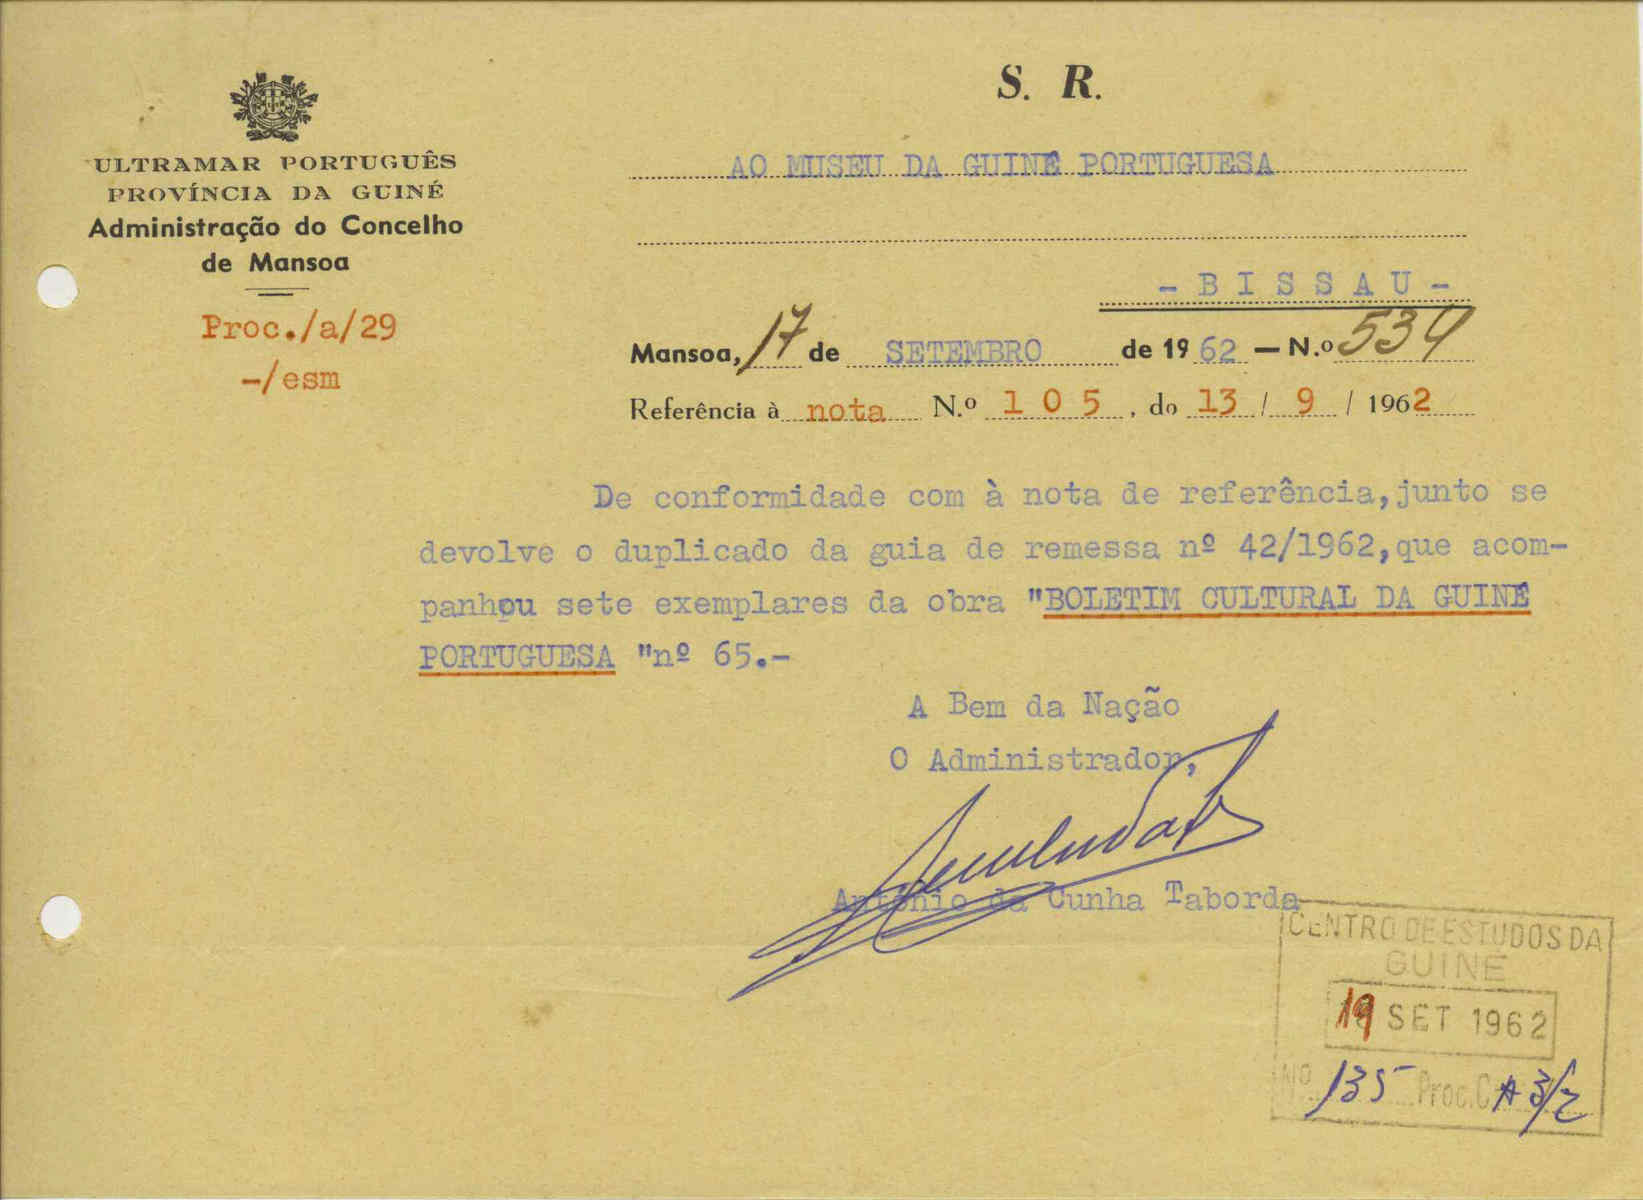 S. R.
ULTRAMAR PORTUGUÊS
PROVÍNCIA DA GUINÉ
Administração do Concelho
de Mansoa
Proc./a/29
-/esm
AO MUSEU DA GUINÉ PORTUGUESA
- B I S S A U -
Mansoa, 17 de SETEMBRO de 1962 — N.º 534
Referência à nota N.º 1 0 5, do 13 / 9 / 1962
De conformidade com à nota de referência,junto se
devolve o duplicado da guia de remessa nº 42/1962,que acom-
panhou sete exemplares da obra "BOLETIM CULTURAL DA GUINÉ
PORTUGUESA "nº 65.-
A Bem da Nação
O Administrador,
António da Cunha Taborda
CENTRO DE ESTUDOS DA
GUINÉ
19 SET 1962
Nº 135 Proc. A 3/2